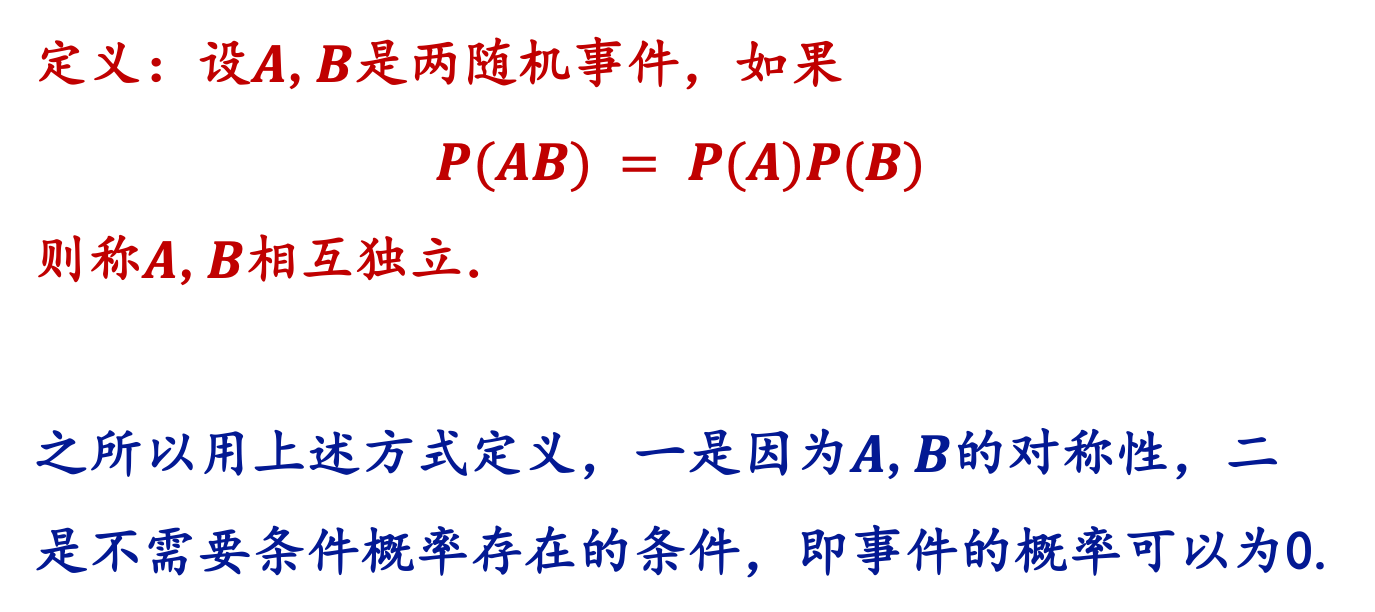 定义：设A, B是两随机事件，如果
P(AB) = P(A)P(B)
则称A, B相互独立.
之所以用上述方式定义，一是因为A, B的对称性，二
是不需要条件概率存在的条件，即事件的概率可以为0.